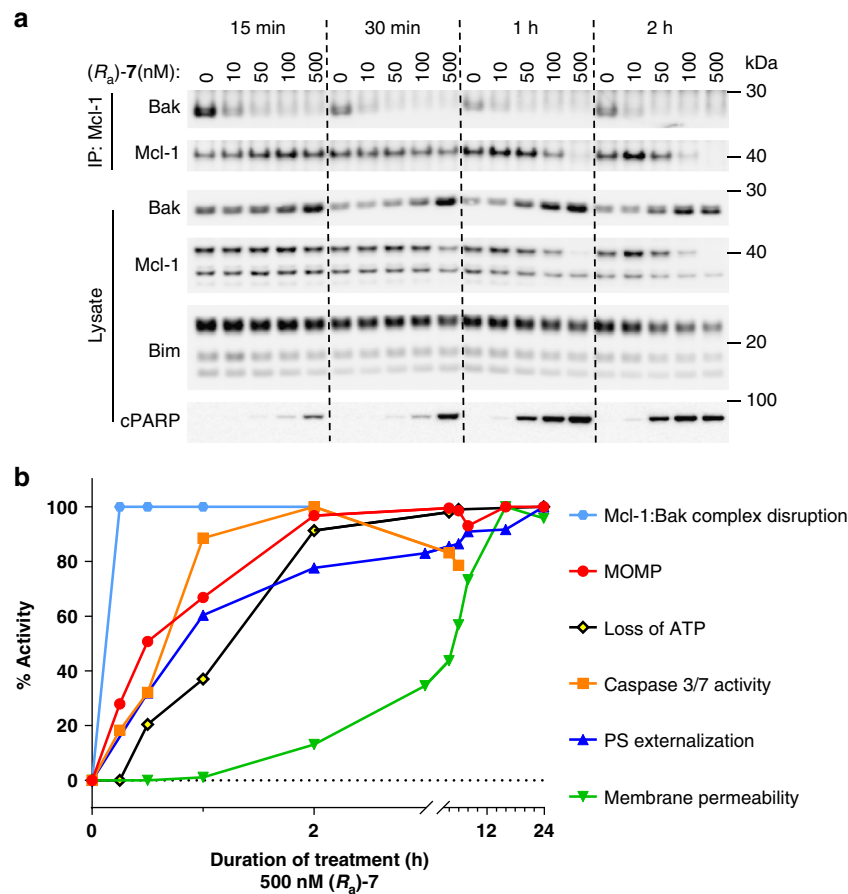 a
15 min 30 min 1 h 2 h
(Ra)-7(nM): 0 10 50 100 500 0 10 50 100 500 0 10 50 100 500 0 10 50 100 500 kDa
IP: Mcl-1
Bak 30
Mcl-1 40
Lysate
Bak 30
Mcl-1 40
Bim 20
cPARP 100
b
% Activity
100
80
60
40
20
0
0 2 12 24
Duration of treatment (h)
500 nM (Ra)-7
Mcl-1:Bak complex disruption
MOMP
Loss of ATP
Caspase 3/7 activity
PS externalization
Membrane permeability